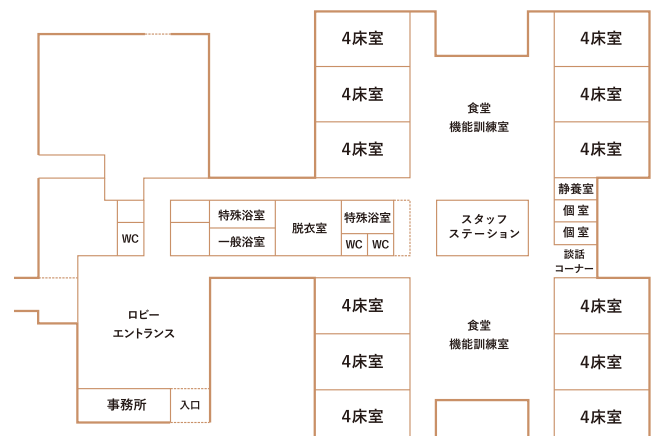 4床室
4床室
4床室
4床室
4床室
4床室
食堂
機能訓練室
静養室
個室
個室
談話
コーナー
特殊浴室
一般浴室
脱衣室
特殊浴室
WC
WC
WC
スタッフ
ステーション
ロビー
エントランス
事務所
入口
4床室
4床室
4床室
食堂
機能訓練室
4床室
4床室
4床室